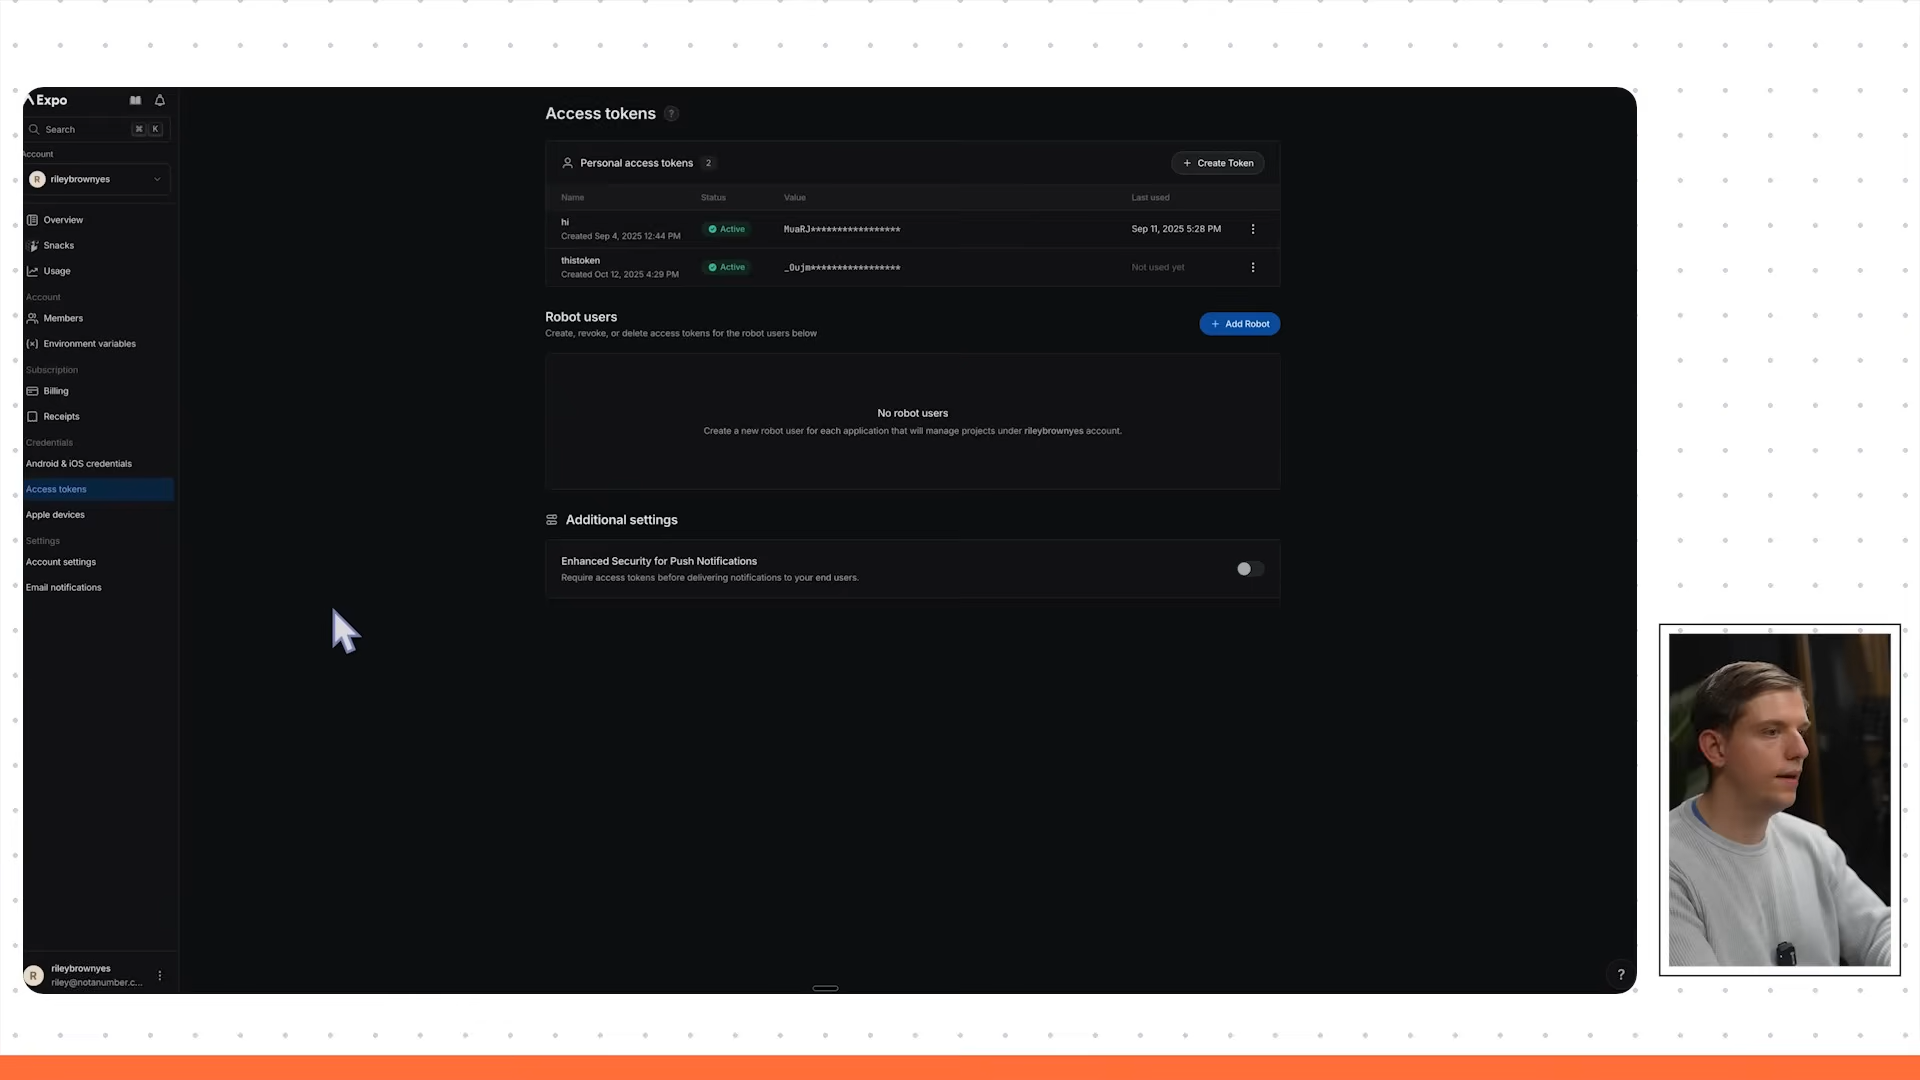 Expo
Search
⌘ K
Account
R rileybrownyes
Overview
Snacks
Usage
Account
Members
Environment variables
Subscription
Billing
Receipts
Credentials
Android & iOS credentials
Access tokens
Apple devices
Settings
Account settings
Email notifications
R rileybrownyes
riley@notanumber.c...
Access tokens ?
Personal access tokens 2
+ Create Token
Name Status Value Last used
hi
Created Sep 4, 2025 12:44 PM
Active
MuaRJ*****************
Sep 11, 2025 5:28 PM
thistoken
Created Oct 12, 2025 4:29 PM
Active
_Oujm*****************
Not used yet
Robot users
Create, revoke, or delete access tokens for the robot users below
+ Add Robot
No robot users
Create a new robot user for each application that will manage projects under rileybrownyes account.
Additional settings
Enhanced Security for Push Notifications
Require access tokens before delivering notifications to your end users.
?